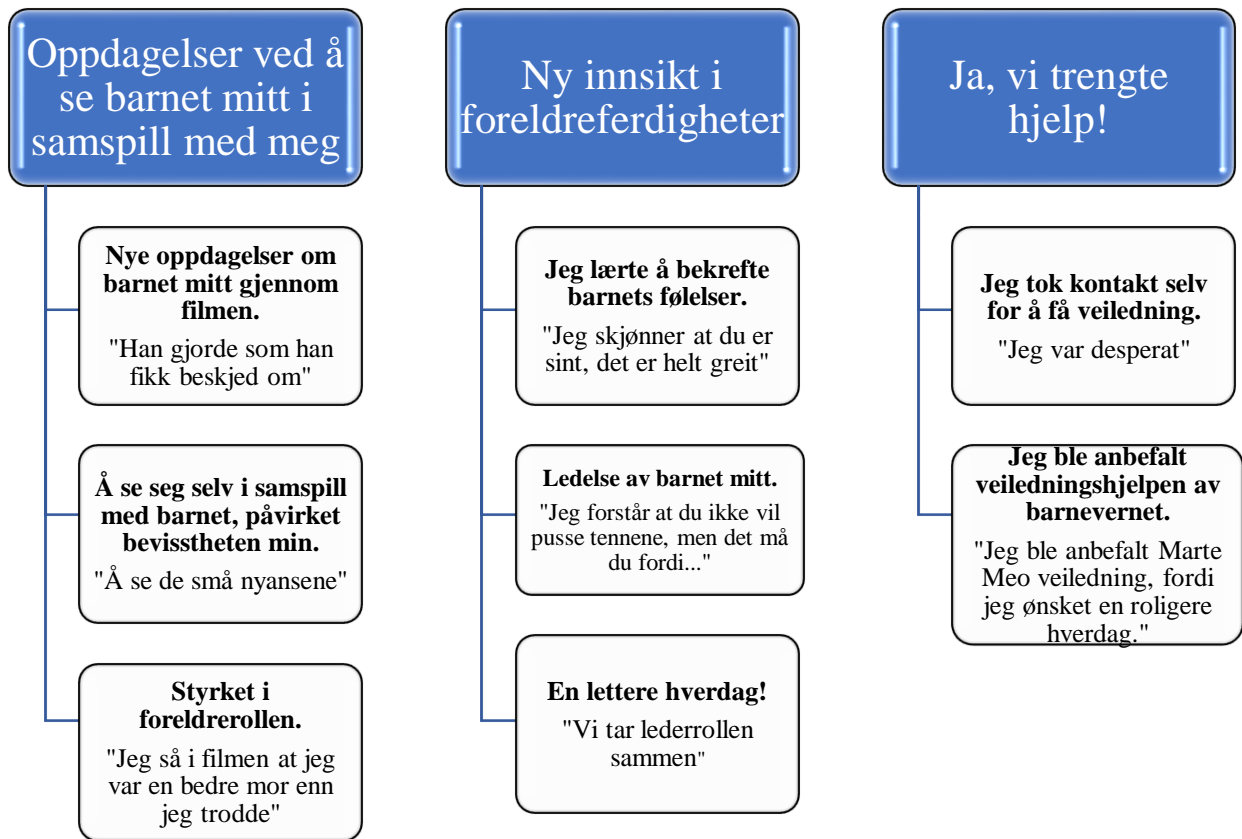 Oppdagelser ved å
se barnet mitt i
samspill med meg
Nye oppdagelser om
barnet mitt gjennom
filmen.
"Han gjorde som han
fikk beskjed om"
Å se seg selv i samspill
med barnet, påvirket
bevisstheten min.
"Å se de små nyansene"
Styrket i
foreldrerollen.
"Jeg så i filmen at jeg
var en bedre mor enn
jeg trodde"
Ny innsikt i
foreldreferdigheter
Jeg lærte å bekrefte
barnets følelser.
"Jeg skjønner at du er
sint, det er helt greit"
Ledelse av barnet mitt.
"Jeg forstår at du ikke vil
pusse tennene, men det må
du fordi..."
En lettere hverdag!
"Vi tar lederrollen
sammen"
Ja, vi trengte
hjelp!
Jeg tok kontakt selv
for å få veiledning.
"Jeg var desperat"
Jeg ble anbefalt
veiledningshjelpen av
barnevernet.
"Jeg ble anbefalt Marte
Meo veiledning, fordi
jeg ønsket en roligere
hverdag."